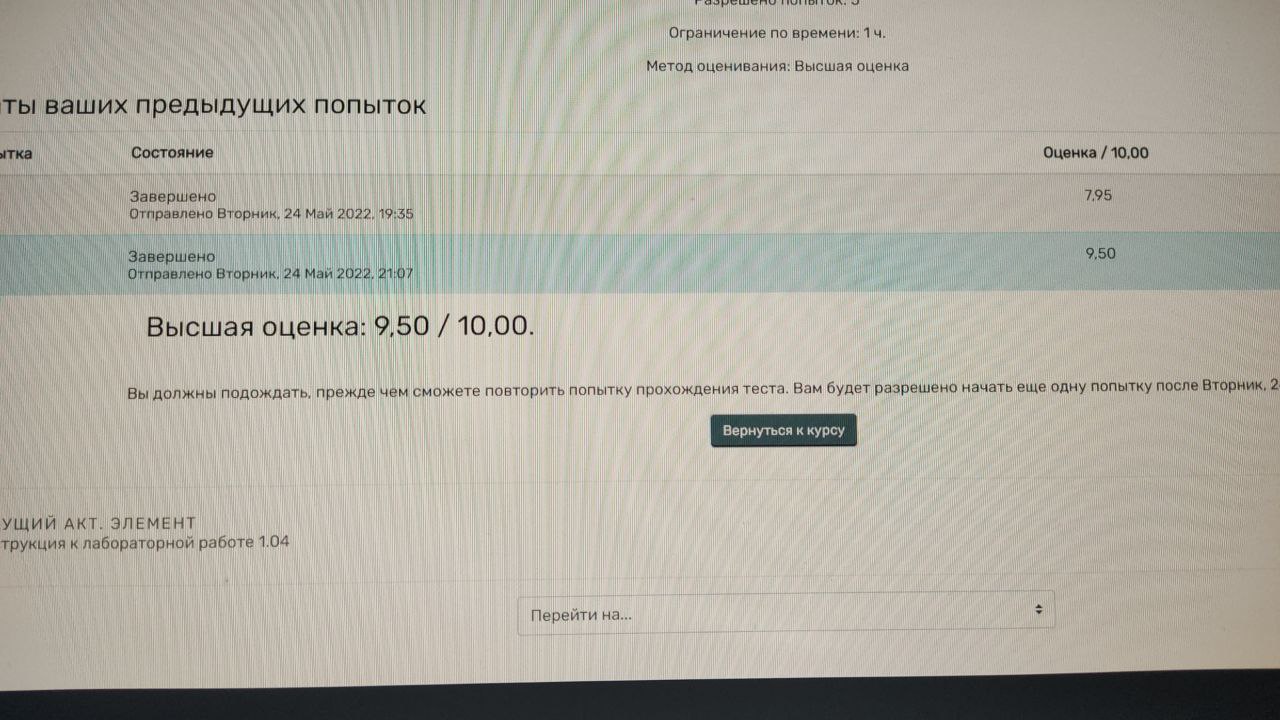 Разрешено попыток: 3
Ограничение по времени: 1 ч.
Метод оценивания: Высшая оценка
ты ваших предыдущих попыток
ытка Состояние Оценка / 10,00
Завершено 7,95
Отправлено Вторник, 24 Май 2022, 19:35
Завершено 9,50
Отправлено Вторник, 24 Май 2022, 21:07
Высшая оценка: 9,50 / 10,00.
Вы должны подождать, прежде чем сможете повторить попытку прохождения теста. Вам будет разрешено начать еще одну попытку после Вторник, 2
Вернуться к курсу
УЩИЙ АКТ. ЭЛЕМЕНТ
трукция к лабораторной работе 1.04
Перейти на...